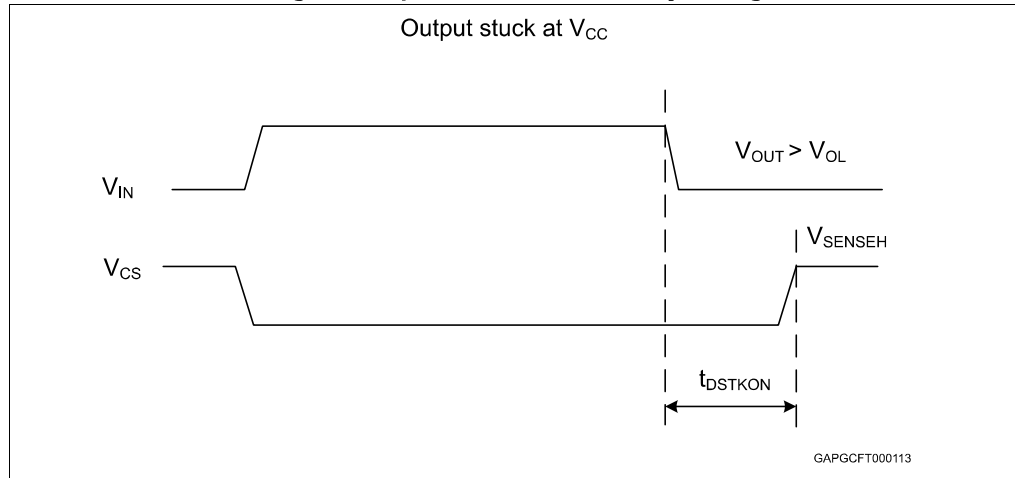 Output stuck at VCC
VOUT > VOL
VIN
VSENSEH
VCS
tDSTKON
GAPGCFT000113